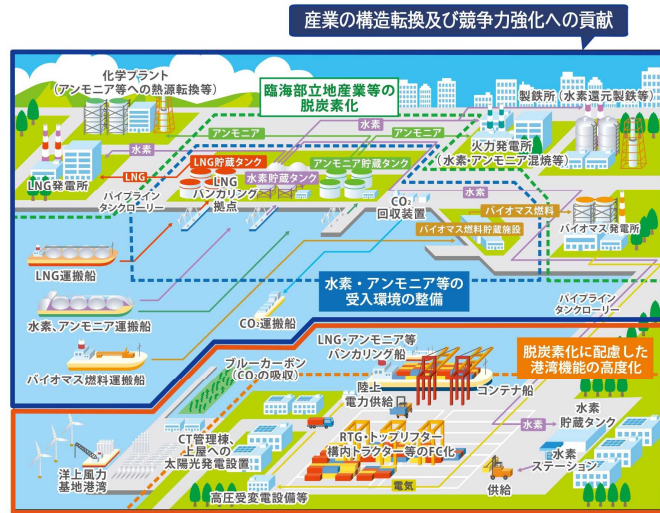 産業の構造転換及び競争力強化への貢献
化学プラント
(アンモニア等への熱源転換等)
臨海部立地産業等の
脱炭素化
製鉄所(水素還元製鉄等)
アンモニア
アンモニア
水素
水素
火力発電所
(水素・アンモニア混焼等)
LNG発電所
LNG
LNG貯蔵タンク
LNG
バンカリング
拠点
水素貯蔵タンク
アンモニア貯蔵タンク
水素
パイプライン
タンクローリー
CO2
回収装置
バイオマス燃料
バイオマス燃料貯蔵施設
バイオマス発電所
LNG運搬船
水素、アンモニア運搬船
CO2運搬船
水素・アンモニア等の
受入環境の整備
パイプライン
タンクローリー
バイオマス燃料運搬船
ブルーカーボン
(CO2の吸収)
LNG・アンモニア等
バンカリング船
脱炭素化に配慮した
港湾機能の高度化
陸上
電力供給
コンテナ船
水素
水素
貯蔵タンク
CT管理棟、
上屋への
太陽光発電設置
RTG・トップリフター
構内トラクター等のFC化
水素
ステーション
洋上風力
基地港湾
高圧受変電設備等
電気
供給